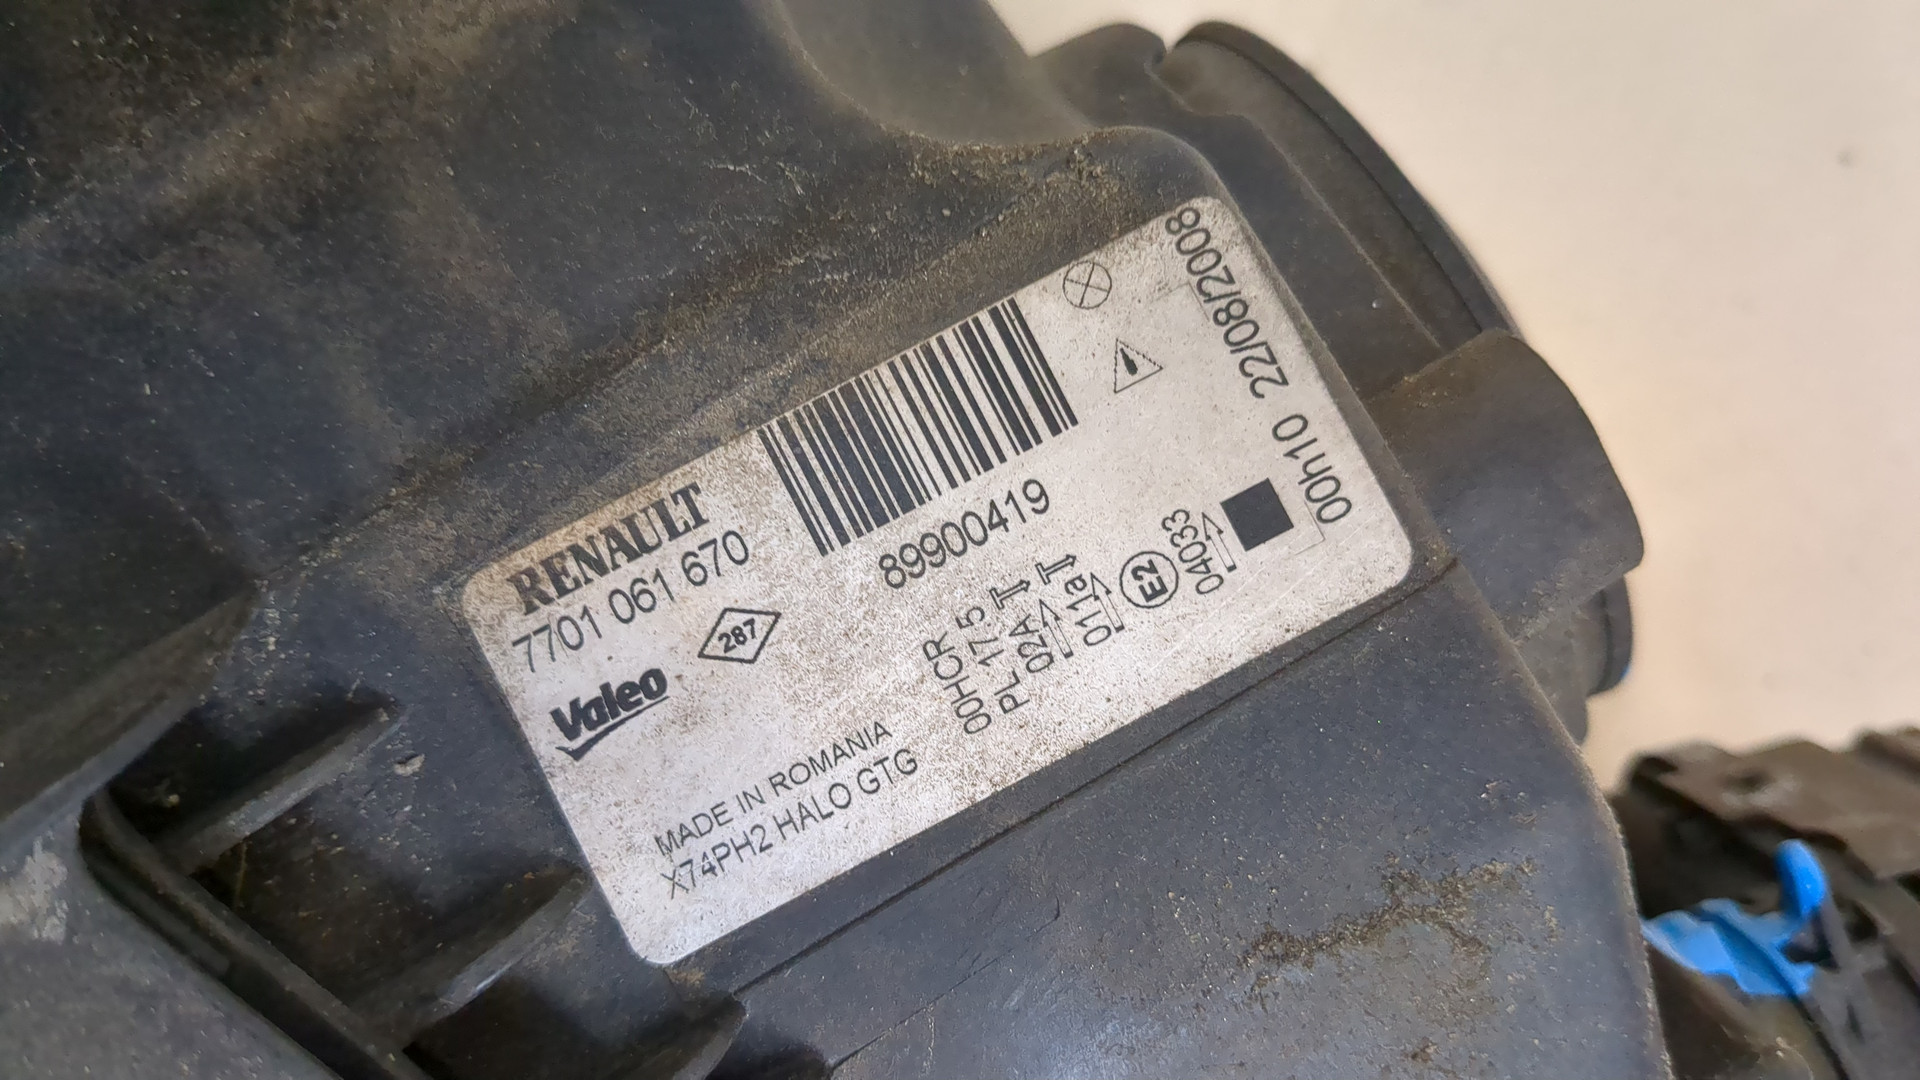 RENAULT
7701 061 670
287
Valeo
MADE IN ROMANIA
X74PH2 HALO GTG
89900419
00HCR
PL 17.5
02A
011a
E2
04033
00h10 22/08/2008